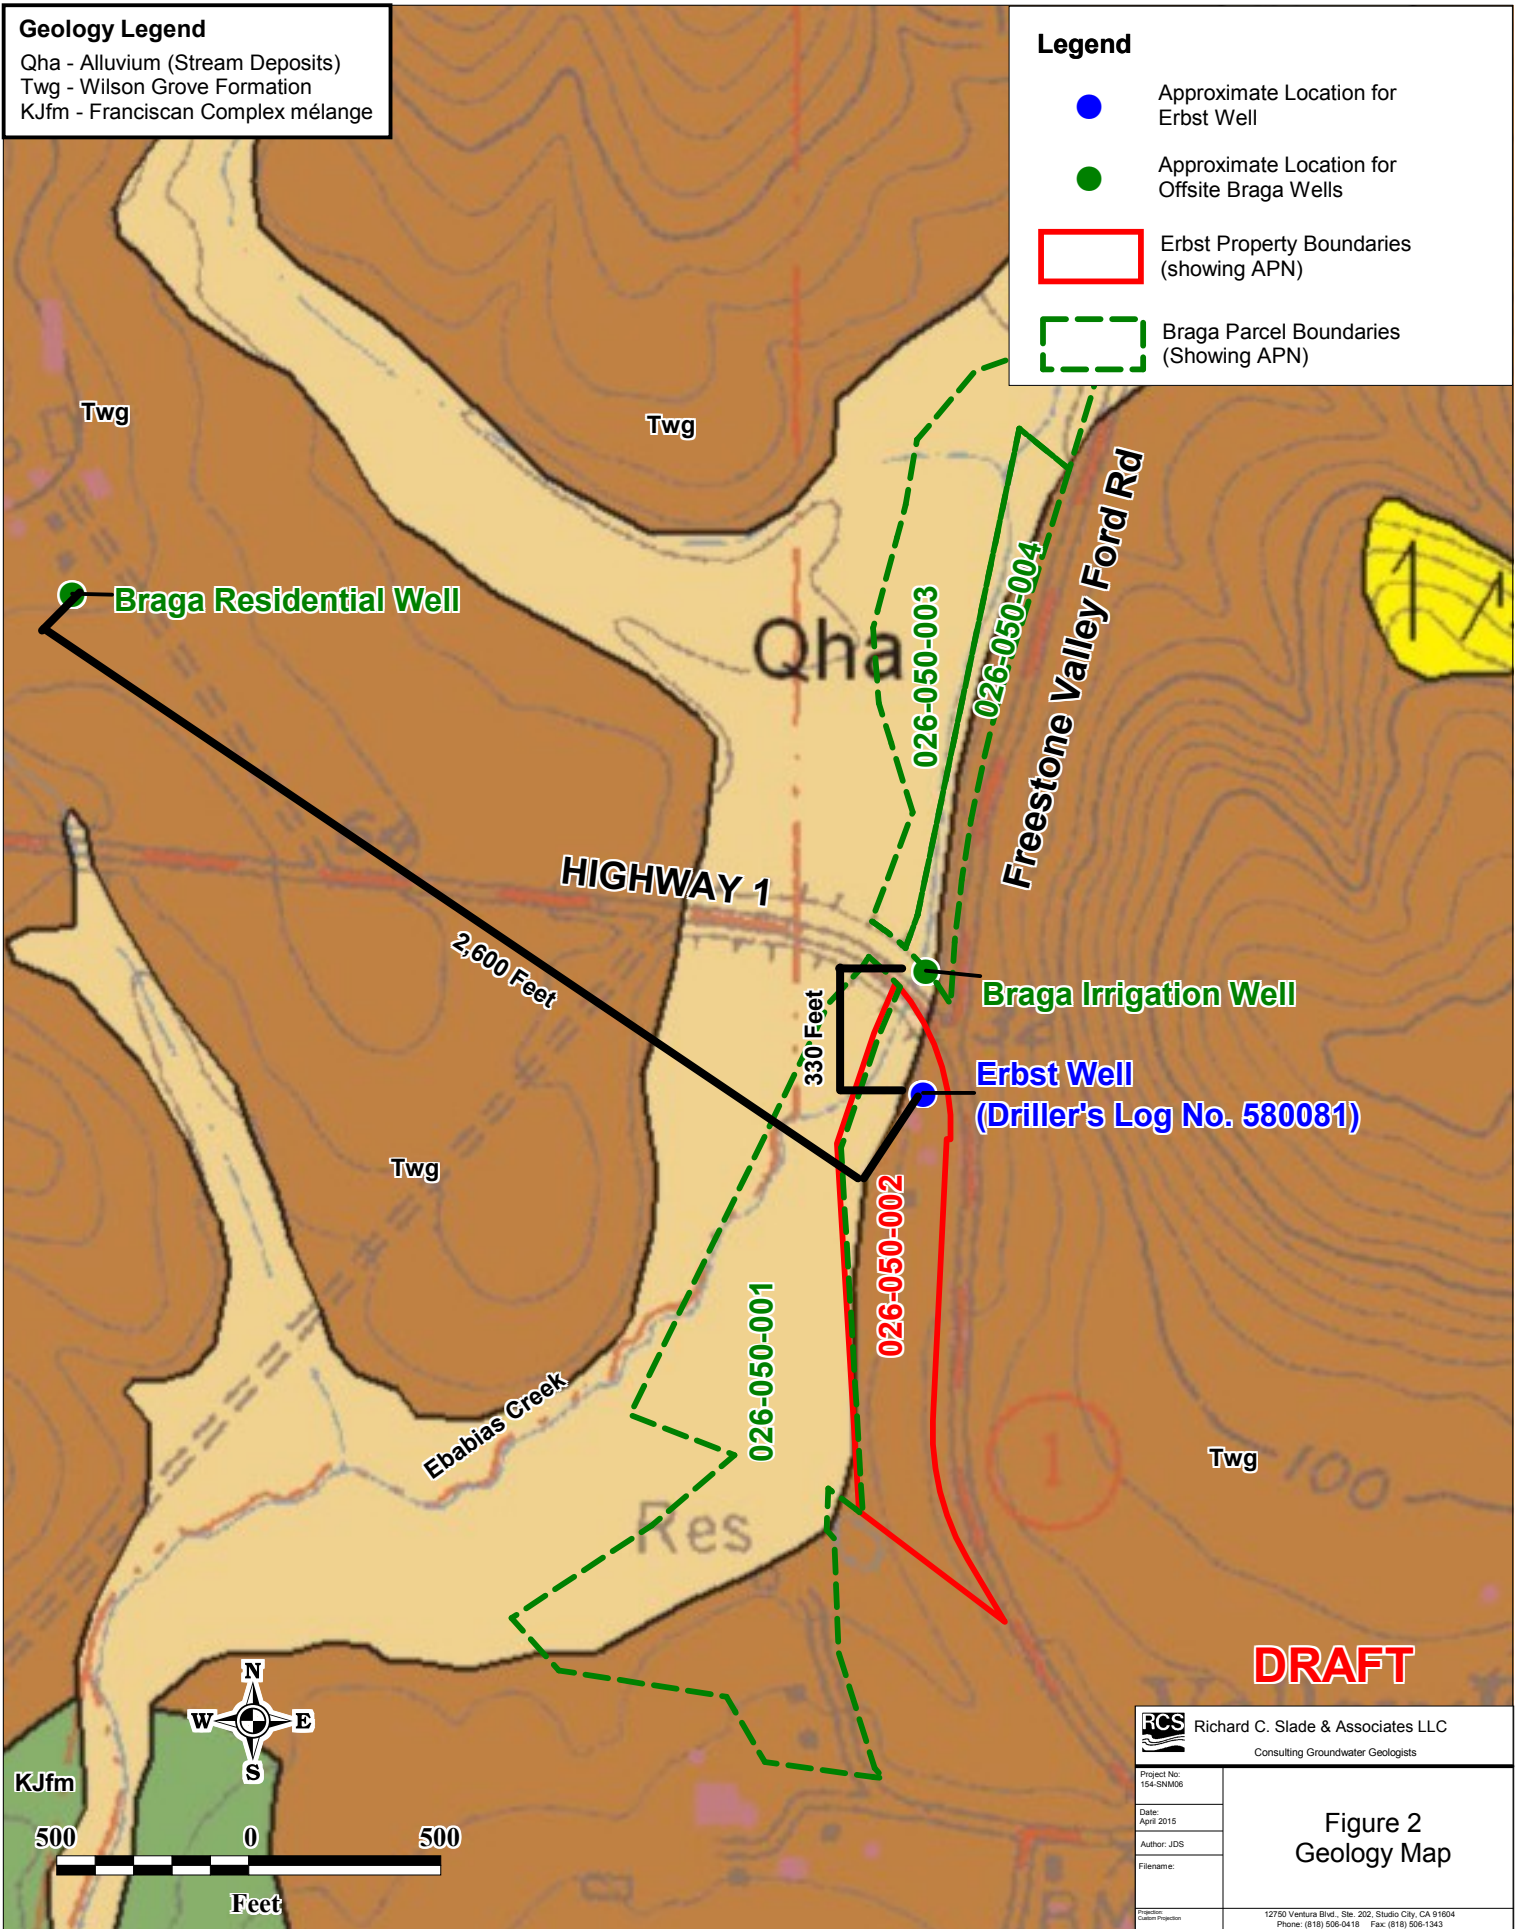 Geology Legend
Qha - Alluvium (Stream Deposits)
Twg - Wilson Grove Formation
KJfm - Franciscan Complex mélange
Legend
Approximate Location for
Erbst Well
Approximate Location for
Offsite Braga Wells
Erbst Property Boundaries
(showing APN)
Braga Parcel Boundaries
(Showing APN)
Twg
Twg
Freestone Valley Ford Rd
026-050-004
026-050-003
Braga Residential Well
Qha
HIGHWAY 1
2,600 Feet
330 Feet
Braga Irrigation Well
Erbst Well
(Driller's Log No. 580081)
Twg
026-050-002
026-050-001
Ebabias Creek
Res
1
Twg
100
DRAFT
N
W E
S
KJfm
500 0 500
Feet
RCS
Richard C. Slade & Associates LLC
Consulting Groundwater Geologists
Project No:
154-SNM06
Date:
April 2015
Author: JDS
Filename:
Projection:
Custom Projection
Figure 2
Geology Map
12750 Ventura Blvd., Ste. 202, Studio City, CA 91604
Phone: (818) 506-0418 Fax: (818) 506-1343